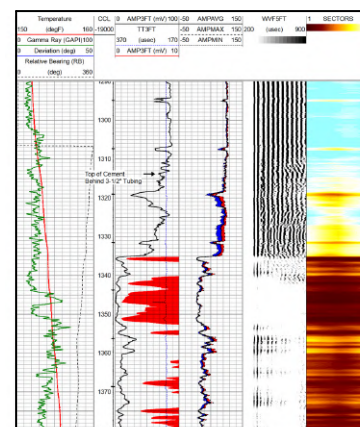 Temperature CCL 0 AMP3FT (mV) 100 -50 AMPAVG 150 WVF5FT 1 SECTORS
150 (degF) 160 -19000 TT3FT -50 AMPMAX 150 200 (usec) 900
0 Gamma Ray (GAPI) 100 370 (usec) 170 -50 AMPMIN 150
0 Deviation (deg) 50 0 AMP3FT (mV) 10
Relative Bearing (RB)
0 (deg) 360
1290
1300
1310
Top of Cement
Behind 3-1/2" Tubing
1320
1330
1340
1350
1360
1370